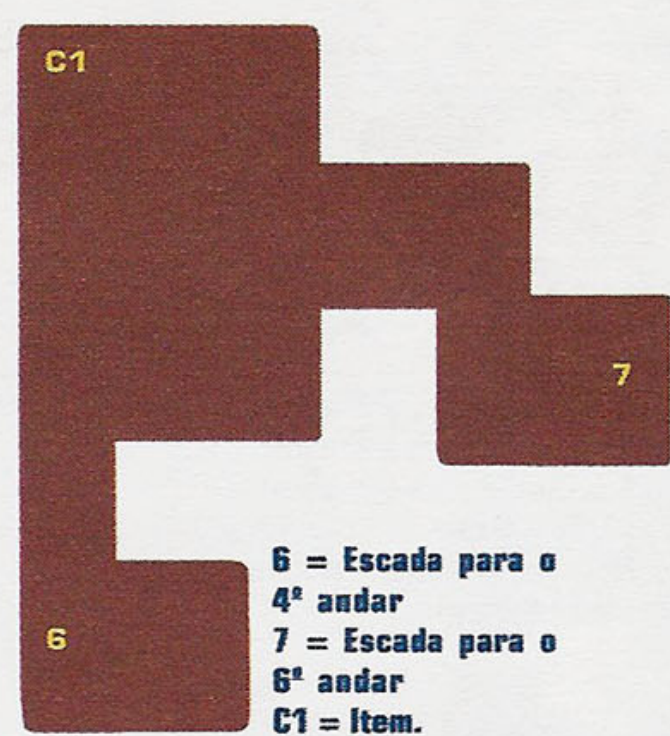 C1
7
6
6 = Escada para o
4º andar
7 = Escada para o
6º andar
C1 = Item.